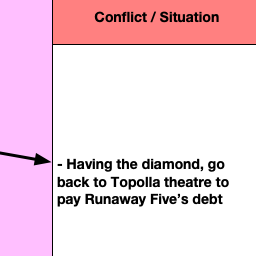 Conflict / Situation
- Having the diamond, go
back to Topolla theatre to
pay Runaway Five's debt